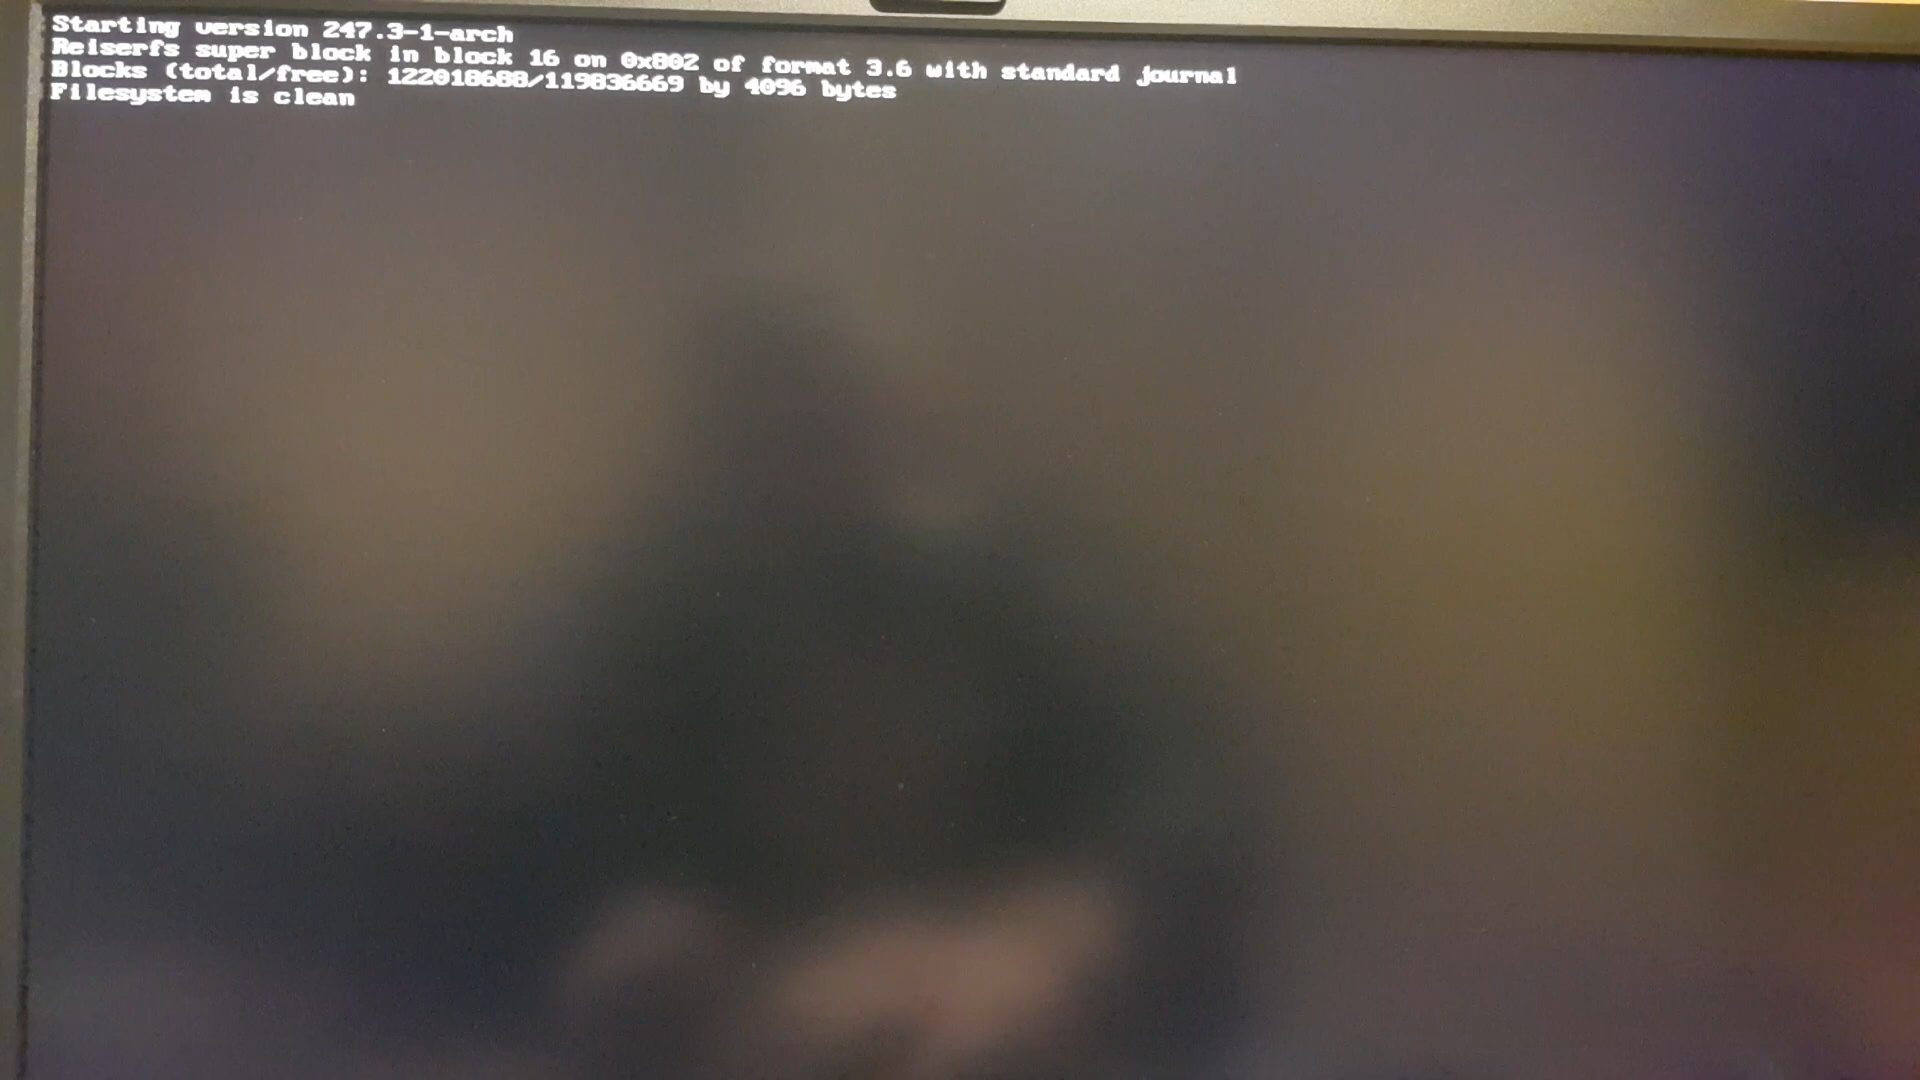 Starting version 247.3-1-arch
Reiserfs super block in block 16 on 0x802 of format 3.6 with standard journal
Blocks (total/free): 122018688/119836669 by 4096 bytes
Filesystem is clean